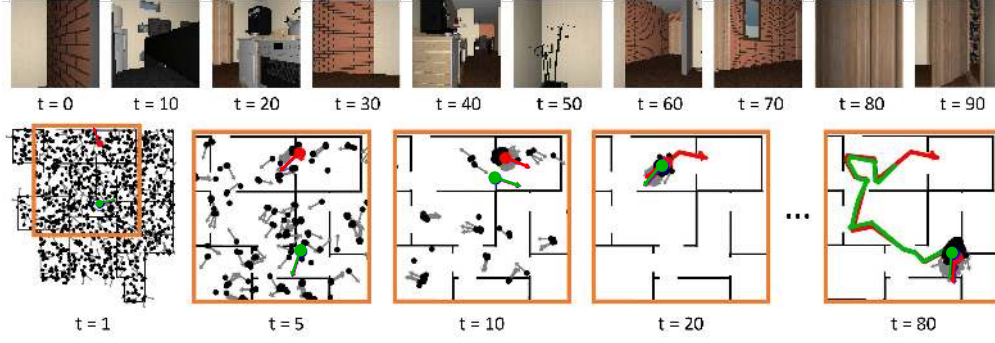 t = 0 t = 10 t = 20 t = 30 t = 40 t = 50 t = 60 t = 70 t = 80 t = 90
...
t = 1 t = 5 t = 10 t = 20 t = 80